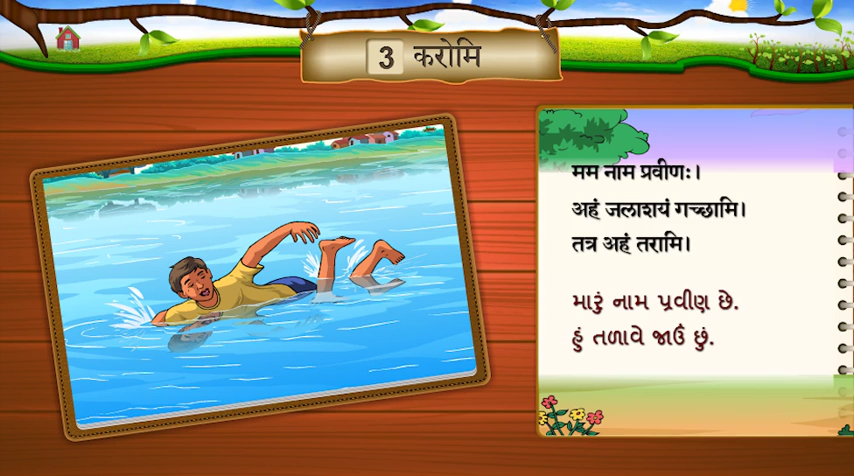 3 करोमि
मम नाम प्रवीणः।
अहं जलाशयं गच्छामि।
तत्र अहं तरामि।
મારું નામ પ્રવીણ છે.
હું તળાવે જાઉં છું.